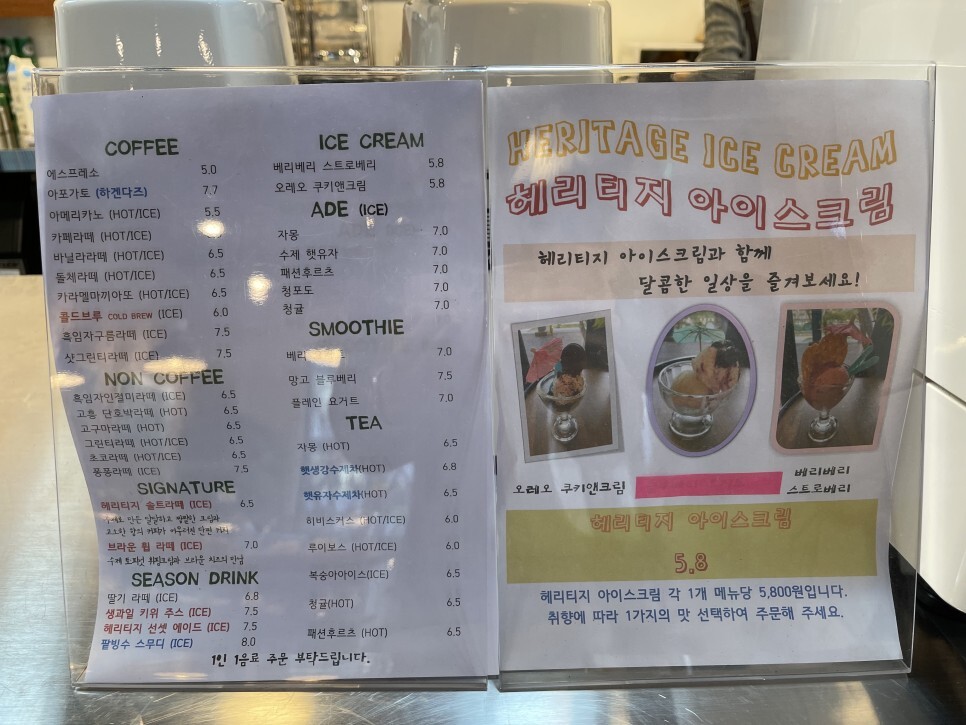 COFFEE
에스프레소 5.0
아포가토 (하겐다즈) 7.7
아메리카노 (HOT/ICE) 5.5
카페라떼 (HOT/ICE)
바닐라라떼 (HOT/ICE) 6.5
돌체라떼 (HOT/ICE) 6.5
카라멜마끼아또 (HOT/ICE) 6.5
콜드브루 COLD BREW (ICE) 6.0
흑임자구름라떼 (ICE) 7.5
샷그린티라떼 (ICE) 7.5
NON COFFEE
흑임자인절미라떼 (ICE) 6.5
고흥 단호박라떼 (HOT) 6.5
고구마라떼 (HOT) 6.5
그린티라떼 (HOT/ICE) 6.5
초코라떼 (HOT/ICE) 6.5
퐁퐁라떼 (ICE) 7.5
SIGNATURE
헤리티지 솔트라떼 (ICE) 6.5
브라운 휩 라떼 (ICE) 7.0
SEASON DRINK
딸기 라떼 (ICE) 6.8
생과일 키위 주스 (ICE) 7.5
헤리티지 선셋 에이드 (ICE) 7.5
팥빙수 스무디 (ICE) 8.0
1인 1음료 주문 부탁드립니다.
ICE CREAM
베리베리 스트로베리 5.8
오레오 쿠키앤크림 5.8
ADE (ICE)
자몽 7.0
수제 햇유자 7.0
패션후르츠 7.0
청포도 7.0
청귤 7.0
SMOOTHIE
7.0
망고 블루베리 7.5
플레인 요거트 7.0
TEA
자몽 (HOT) 6.5
햇생강수제차(HOT) 6.8
햇유자수제차(HOT) 6.5
히비스커스 (HOT/ICE) 6.0
루이보스 (HOT/ICE) 6.0
복숭아아이스(ICE) 6.5
청귤(HOT) 6.5
패션후르츠 (HOT) 6.5
HERITAGE ICE CREAM
헤리티지 아이스크림
헤리티지 아이스크림과 함께
달콤한 일상을 즐겨보세요!
오레오 쿠키앤크림
베리베리
스트로베리
헤리티지 아이스크림
5.8
헤리티지 아이스크림 각 1개 메뉴당 5,800원입니다.
취향에 따라 1가지의 맛 선택하여 주문해 주세요.